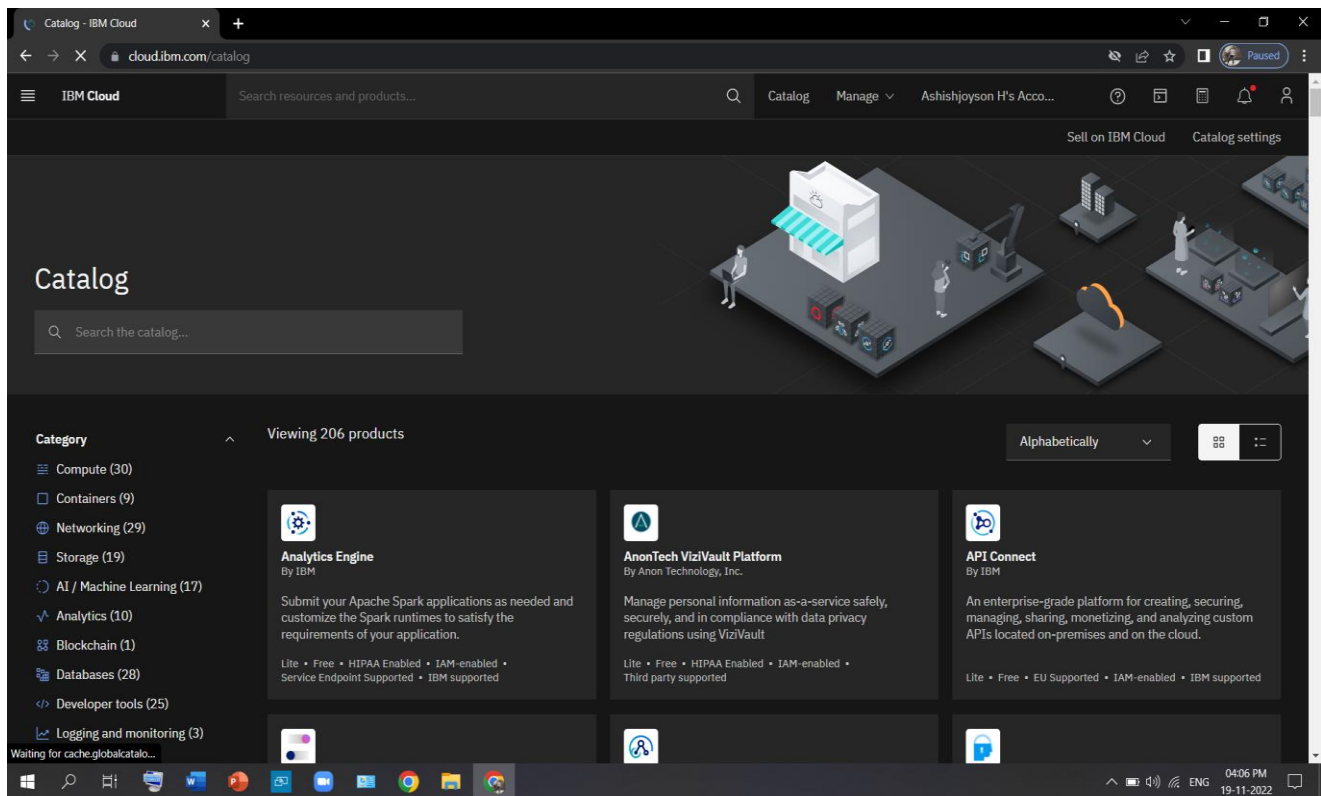 Catalog - IBM Cloud
cloud.ibm.com/catalog
Paused
IBM Cloud
Search resources and products...
Catalog
Manage
Ashishjoyson H's Acco...
Sell on IBM Cloud
Catalog settings
Catalog
Search the catalog...
Category
Compute (30)
Containers (9)
Networking (29)
Storage (19)
AI / Machine Learning (17)
Analytics (10)
Blockchain (1)
Databases (28)
Developer tools (25)
Logging and monitoring (3)
Viewing 206 products
Alphabetically
Analytics Engine
By IBM
Submit your Apache Spark applications as needed and
customize the Spark runtimes to satisfy the
requirements of your application.
Lite • Free • HIPAA Enabled • IAM-enabled •
Service Endpoint Supported • IBM supported
AnonTech ViziVault Platform
By Anon Technology, Inc.
Manage personal information as-a-service safely,
securely, and in compliance with data privacy
regulations using ViziVault
Lite • Free • HIPAA Enabled • IAM-enabled •
Third party supported
API Connect
By IBM
An enterprise-grade platform for creating, securing,
managing, sharing, monetizing, and analyzing custom
APIs located on-premises and on the cloud.
Lite • Free • EU Supported • IAM-enabled • IBM supported
Waiting for cache.globalcatalo...
ENG
04:06 PM
19-11-2022